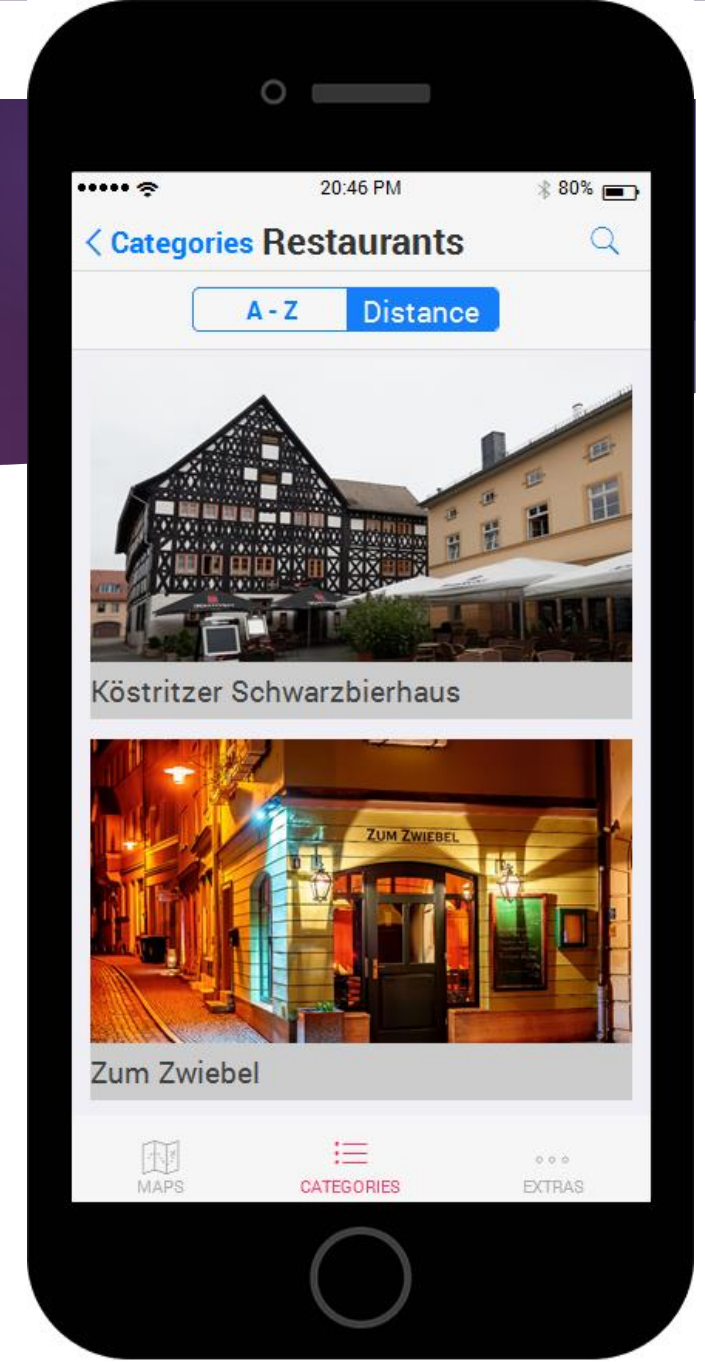 20:46 PM 80%
< Categories Restaurants
A - Z Distance
Köstritzer Schwarzbierhaus
ZUM ZWIEBEL
Zum Zwiebel
MAPS CATEGORIES EXTRAS